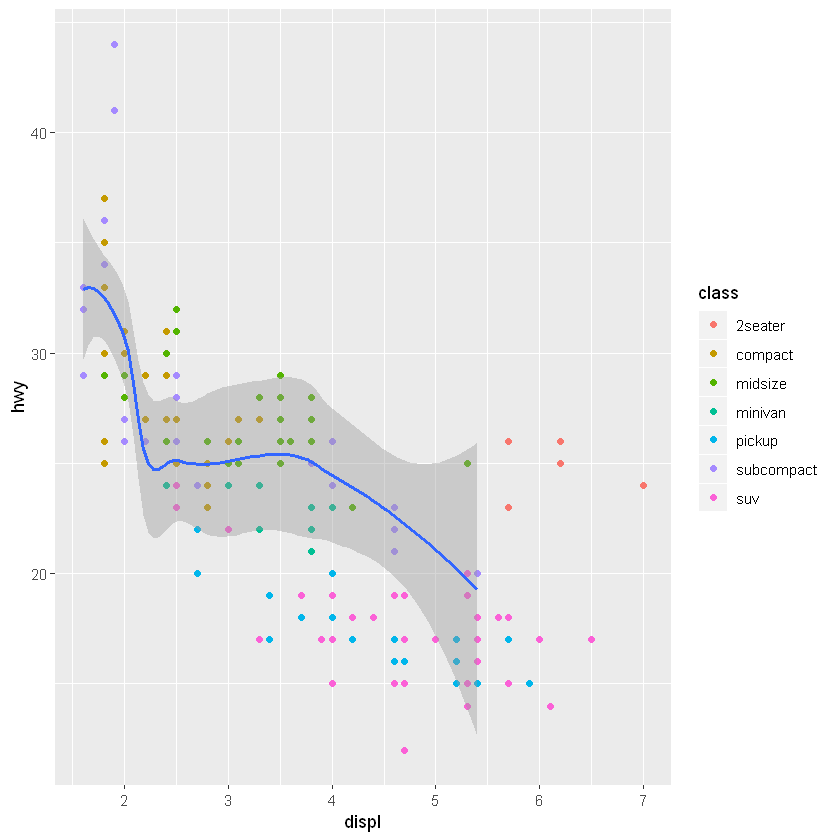 40
30
20
hwy
2
3
4
5
6
7
displ
class
2seater
compact
midsize
minivan
pickup
subcompact
suv